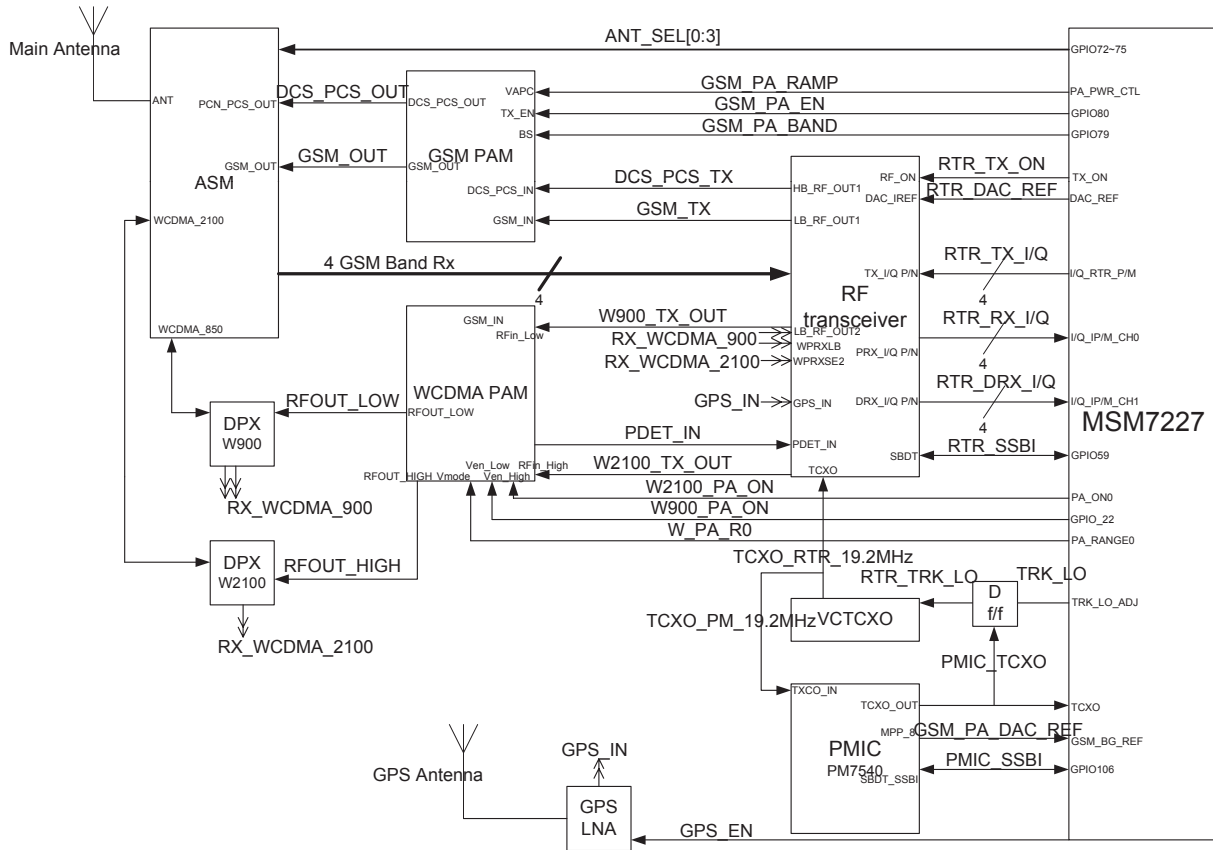 Main Antenna
ANT
ASM
PCN_PCS_OUT
GSM_OUT
WCDMA_2100
WCDMA_850
DCS_PCS_OUT
GSM_OUT
DCS_PCS_OUT
GSM_OUT
GSM PAM
VAPC
TX_EN
BS
DCS_PCS_IN
GSM_IN
ANT_SEL[0:3]
GPIO72~75
GSM_PA_RAMP
PA_PWR_CTL
GSM_PA_EN
GPIO80
GSM_PA_BAND
GPIO79
DCS_PCS_TX
GSM_TX
HB_RF_OUT1
LB_RF_OUT1
RF_ON
DAC_IREF
RTR_TX_ON
TX_ON
RTR_DAC_REF
DAC_REF
4 GSM Band Rx
4
TX_I/Q P/N
RTR_TX_I/Q
4
I/Q_RTR_P/M
RF
transceiver
PRX_I/Q P/N
RTR_RX_I/Q
4
I/Q_IP/M_CH0
DRX_I/Q P/N
RTR_DRX_I/Q
4
I/Q_IP/M_CH1
MSM7227
SBDT
RTR_SSBI
GPIO59
GSM_IN
RFin_Low
W900_TX_OUT
LB_RF_OUT2
RX_WCDMA_900
WPRXLB
RX_WCDMA_2100
WPRXSE2
GPS_IN
GPS_IN
WCDMA PAM
RFOUT_LOW
RFOUT_LOW
DPX
W900
RX_WCDMA_900
PDET_IN
PDET_IN
W2100_TX_OUT
TCXO
RFOUT_HIGH
Vmode
Ven_Low
Ven_High
RFin_High
W2100_PA_ON
PA_ON0
W900_PA_ON
GPIO_22
W_PA_R0
PA_RANGE0
DPX
W2100
RFOUT_HIGH
RX_WCDMA_2100
TCXO_RTR_19.2MHz
RTR_TRK_LO
D
f/f
TRK_LO
TRK_LO_ADJ
TCXO_PM_19.2MHz
VCTCXO
PMIC_TCXO
TXCO_IN
TCXO_OUT
TCXO
MPP_8
GSM_PA_DAC_REF
GSM_BG_REF
PMIC
PM7540
SBDT_SSBI
PMIC_SSBI
GPIO106
GPS Antenna
GPS_IN
GPS
LNA
GPS_EN